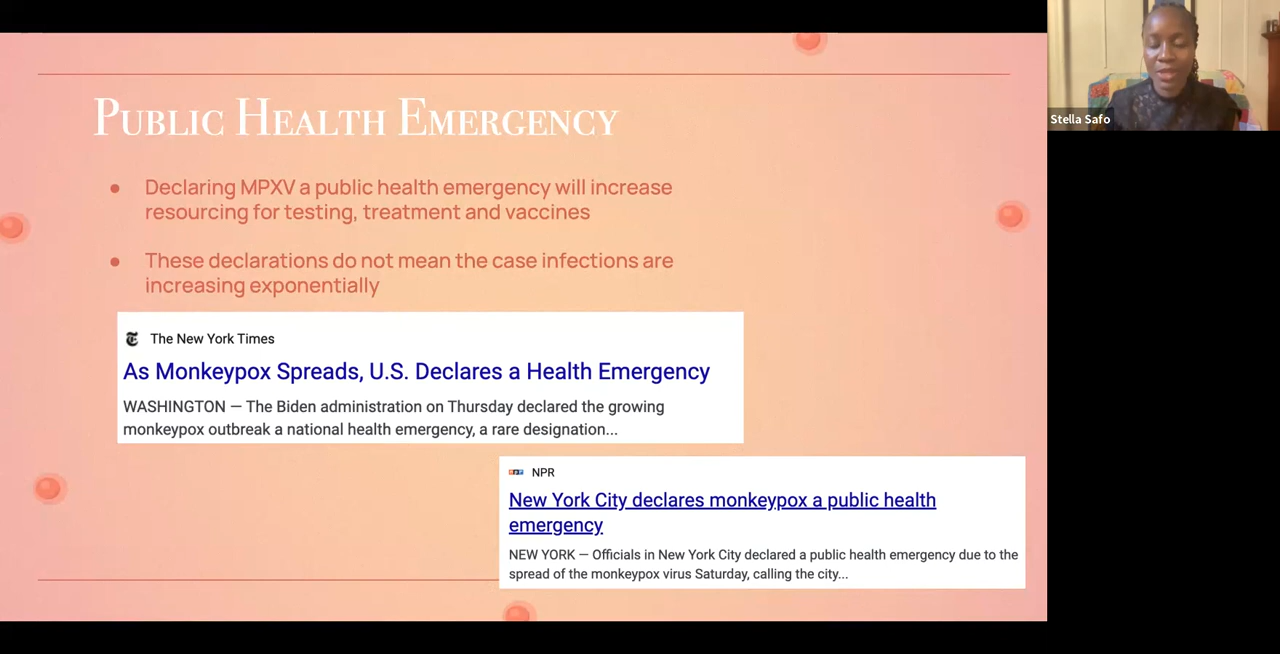 PUBLIC HEALTH EMERGENCY
Stella Safo
● Declaring MPXV a public health emergency will increase
resourcing for testing, treatment and vaccines
● These declarations do not mean the case infections are
increasing exponentially
The New York Times
As Monkeypox Spreads, U.S. Declares a Health Emergency
WASHINGTON — The Biden administration on Thursday declared the growing
monkeypox outbreak a national health emergency, a rare designation...
NPR
New York City declares monkeypox a public health
emergency
NEW YORK — Officials in New York City declared a public health emergency due to the
spread of the monkeypox virus Saturday, calling the city...